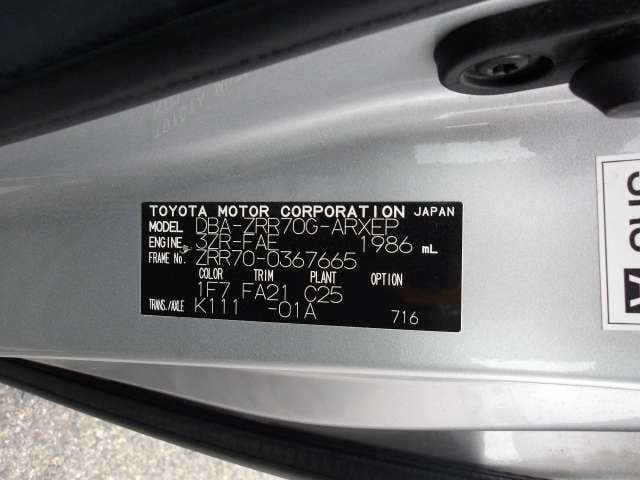 TOYOTA MOTOR CORPORATION JAPAN
MODEL DBA-ZRR70G-ARXEP
ENGINE 3ZR-FAE 1986 mL
FRAME No. ZRR70-0367665
COLOR TRIM PLANT OPTION
1F7 FA21 C25
TRANS./AXLE K111 -01A 716